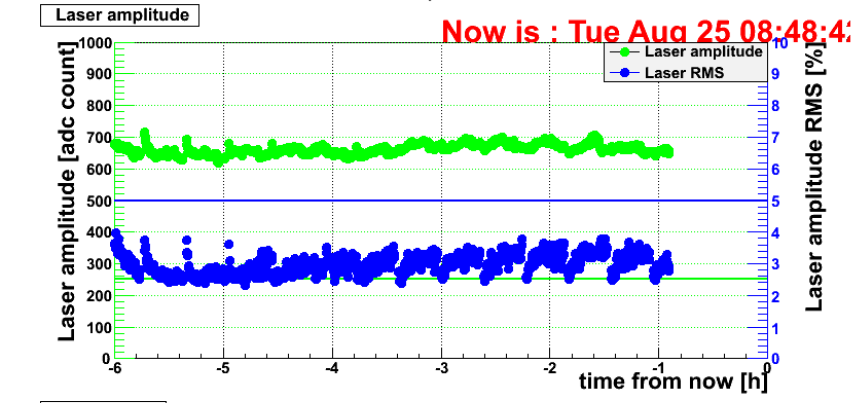 Laser amplitude
Now is : Tue Aug 25 08:48:42
Laser amplitude
Laser RMS
Laser amplitude [adc count]
1000
900
800
700
600
500
400
300
200
100
0
Laser amplitude RMS [%]
10
9
8
7
6
5
4
3
2
1
0
-6 -5 -4 -3 -2 -1 0
time from now [h]